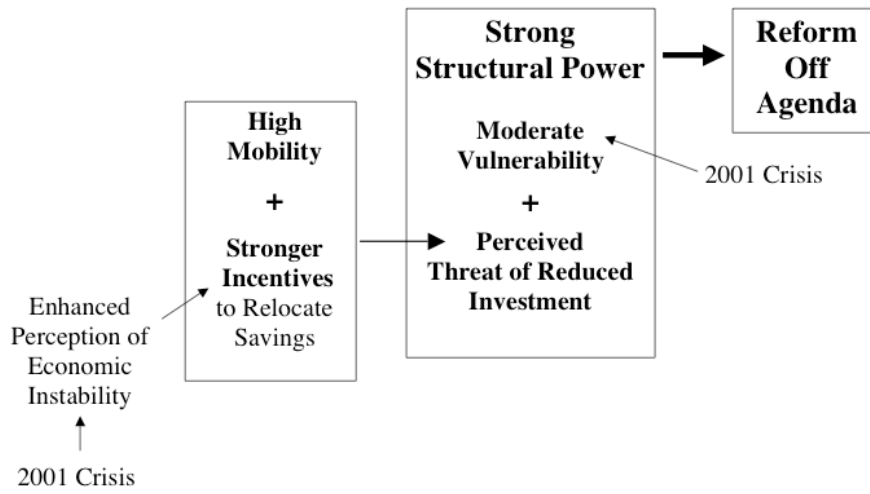 Strong
Structural Power
Reform
Off
Agenda
High
Mobility
+
Stronger
Incentives
to Relocate
Savings
Moderate
Vulnerability
+
Perceived
Threat of Reduced
Investment
2001 Crisis
Enhanced
Perception of
Economic
Instability
2001 Crisis